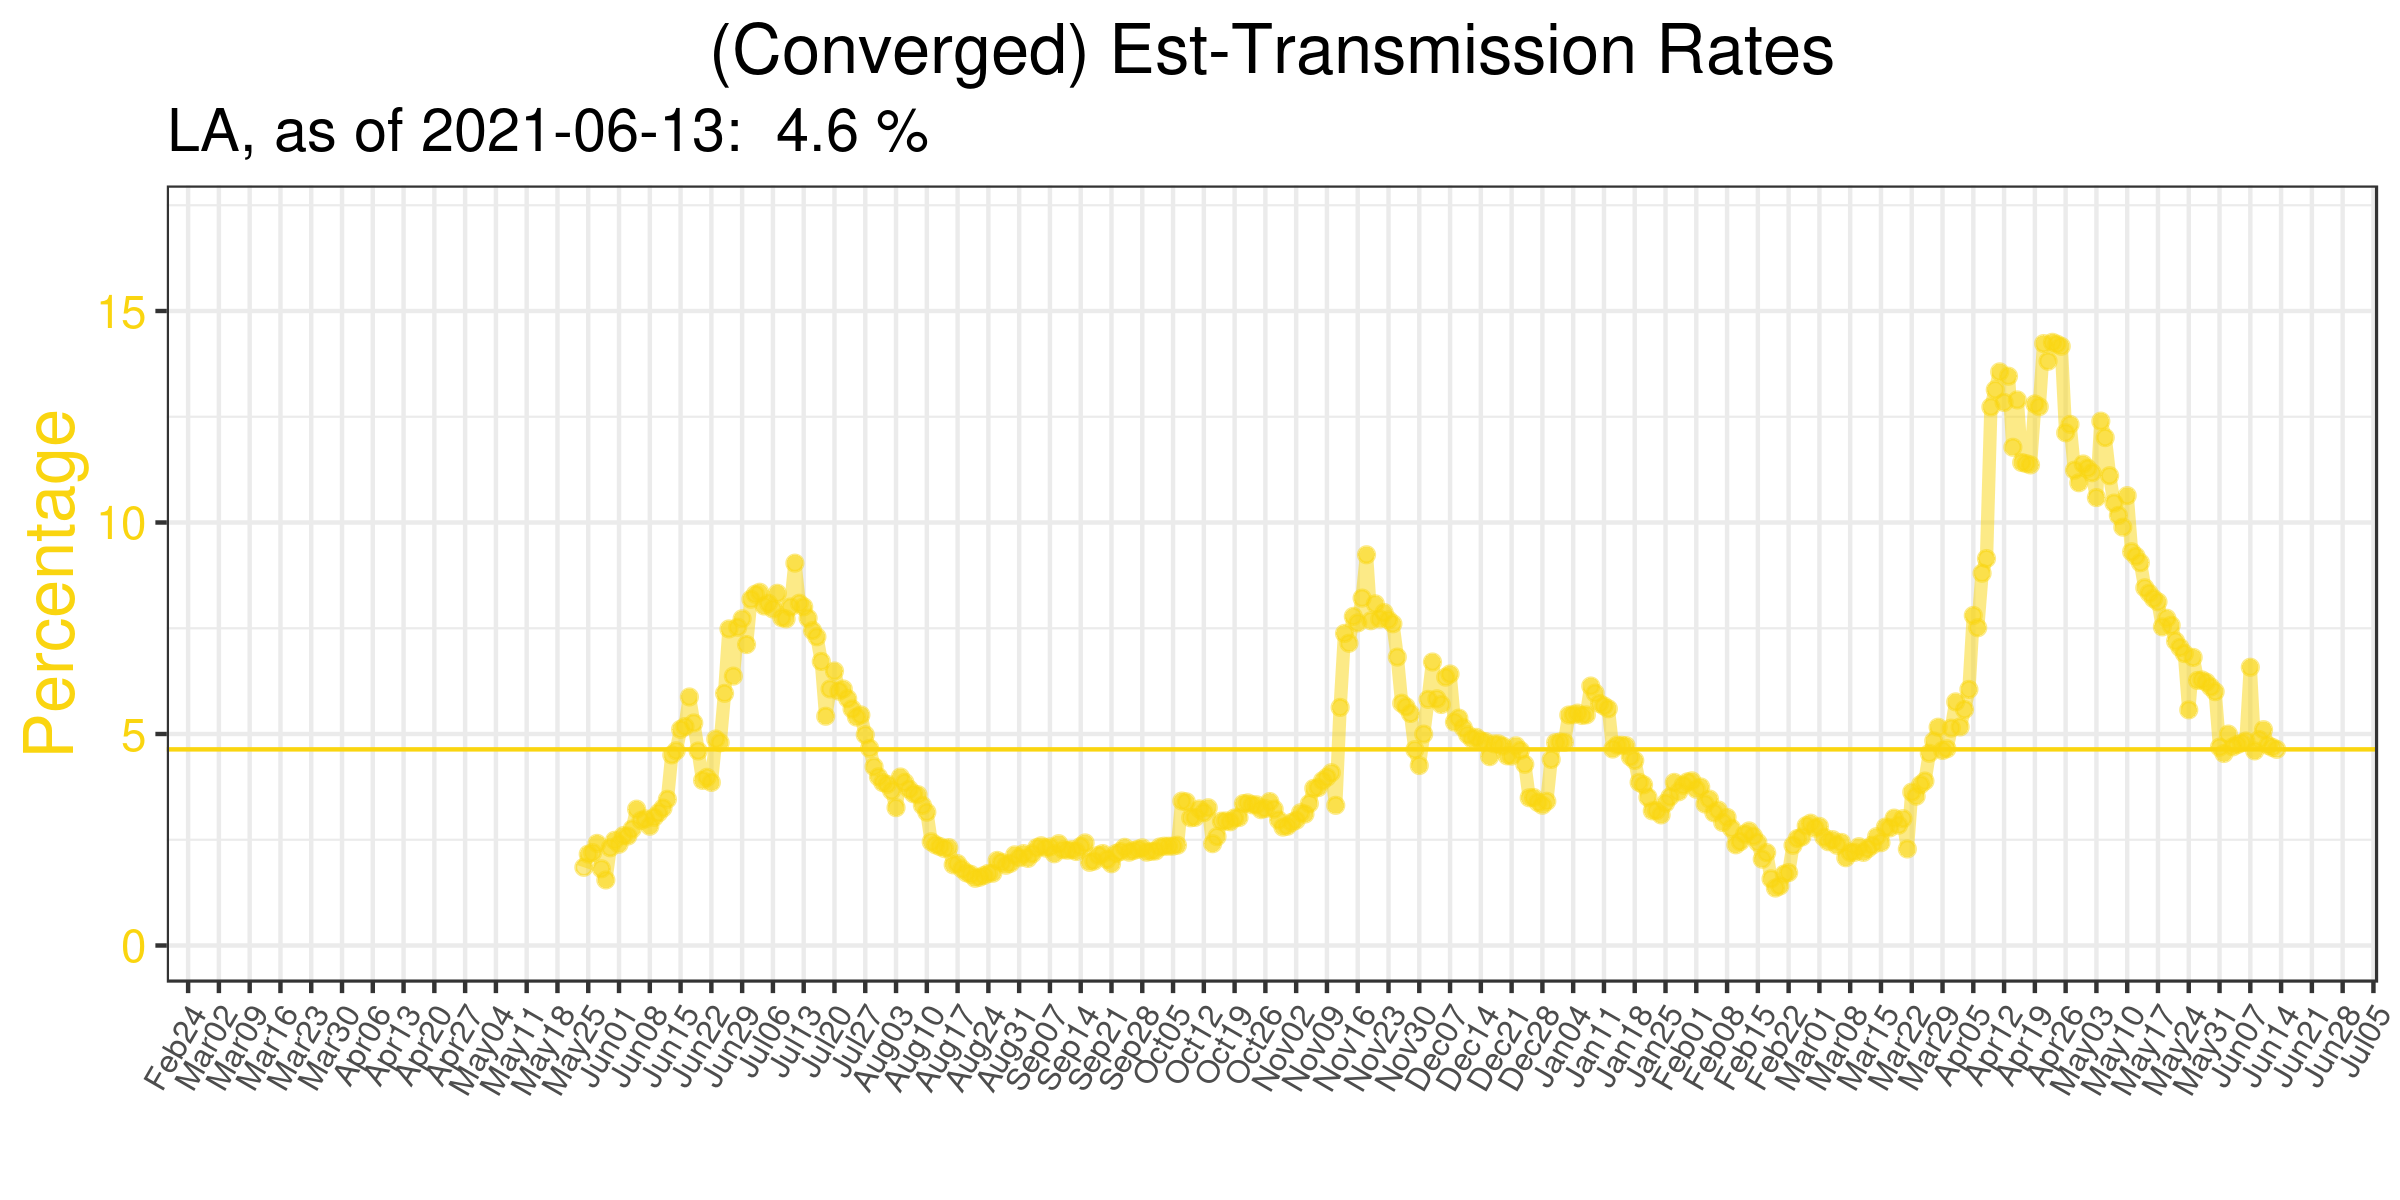 (Converged) Est-Transmission Rates
LA, as of 2021-06-13:  4.6 %
Percentage
15
10
5
0
Feb24
Mar02
Mar09
Mar16
Mar23
Mar30
Apr06
Apr13
Apr20
Apr27
May04
May11
May18
May25
Jun01
Jun08
Jun15
Jun22
Jun29
Jul06
Jul13
Jul20
Jul27
Aug03
Aug10
Aug17
Aug24
Aug31
Sep07
Sep14
Sep21
Sep28
Oct05
Oct12
Oct19
Oct26
Nov02
Nov09
Nov16
Nov23
Nov30
Dec07
Dec14
Dec21
Dec28
Jan04
Jan11
Jan18
Jan25
Feb01
Feb08
Feb15
Feb22
Mar01
Mar08
Mar15
Mar22
Mar29
Apr05
Apr12
Apr19
Apr26
May03
May10
May17
May24
May31
Jun07
Jun14
Jun21
Jun28
Jul05